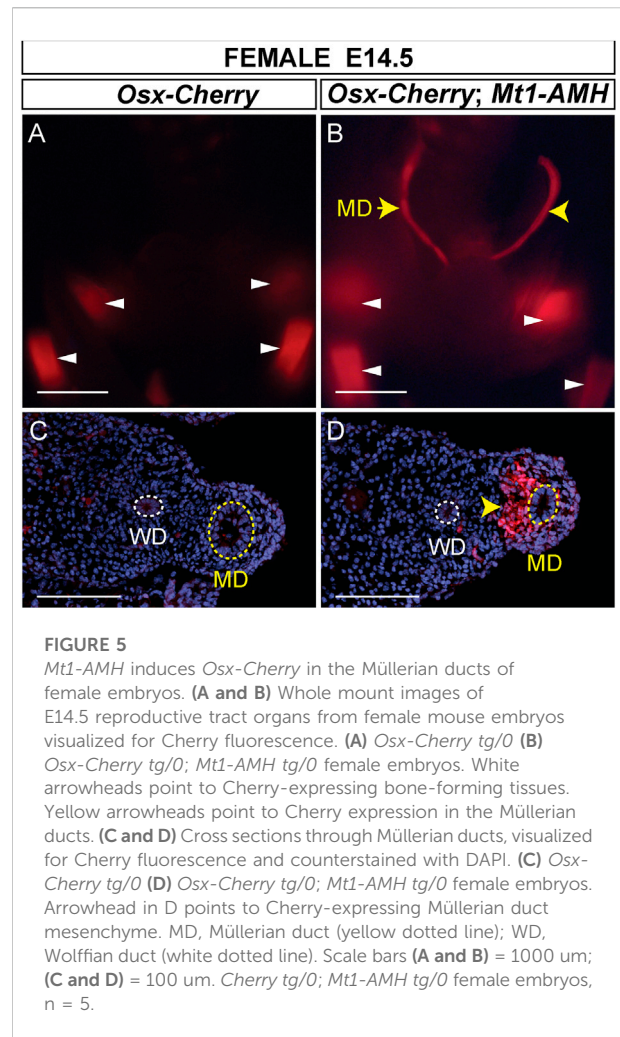 FEMALE E14.5
Osx-Cherry
Osx-Cherry; Mt1-AMH
A
B
MD
C
D
WD
MD
WD
MD
FIGURE 5
Mt1-AMH induces Osx-Cherry in the Müllerian ducts of
female embryos. (A and B) Whole mount images of
E14.5 reproductive tract organs from female mouse embryos
visualized for Cherry fluorescence. (A) Osx-Cherry tg/0 (B)
Osx-Cherry tg/0; Mt1-AMH tg/0 female embryos. White
arrowheads point to Cherry-expressing bone-forming tissues.
Yellow arrowheads point to Cherry expression in the Müllerian
ducts. (C and D) Cross sections through Müllerian ducts, visualized
for Cherry fluorescence and counterstained with DAPI. (C) Osx-
Cherry tg/0 (D) Osx-Cherry tg/0; Mt1-AMH tg/0 female embryos.
Arrowhead in D points to Cherry-expressing Müllerian duct
mesenchyme. MD, Müllerian duct (yellow dotted line); WD,
Wolffian duct (white dotted line). Scale bars (A and B) = 1000 um;
(C and D) = 100 um. Cherry tg/0; Mt1-AMH tg/0 female embryos,
n = 5.